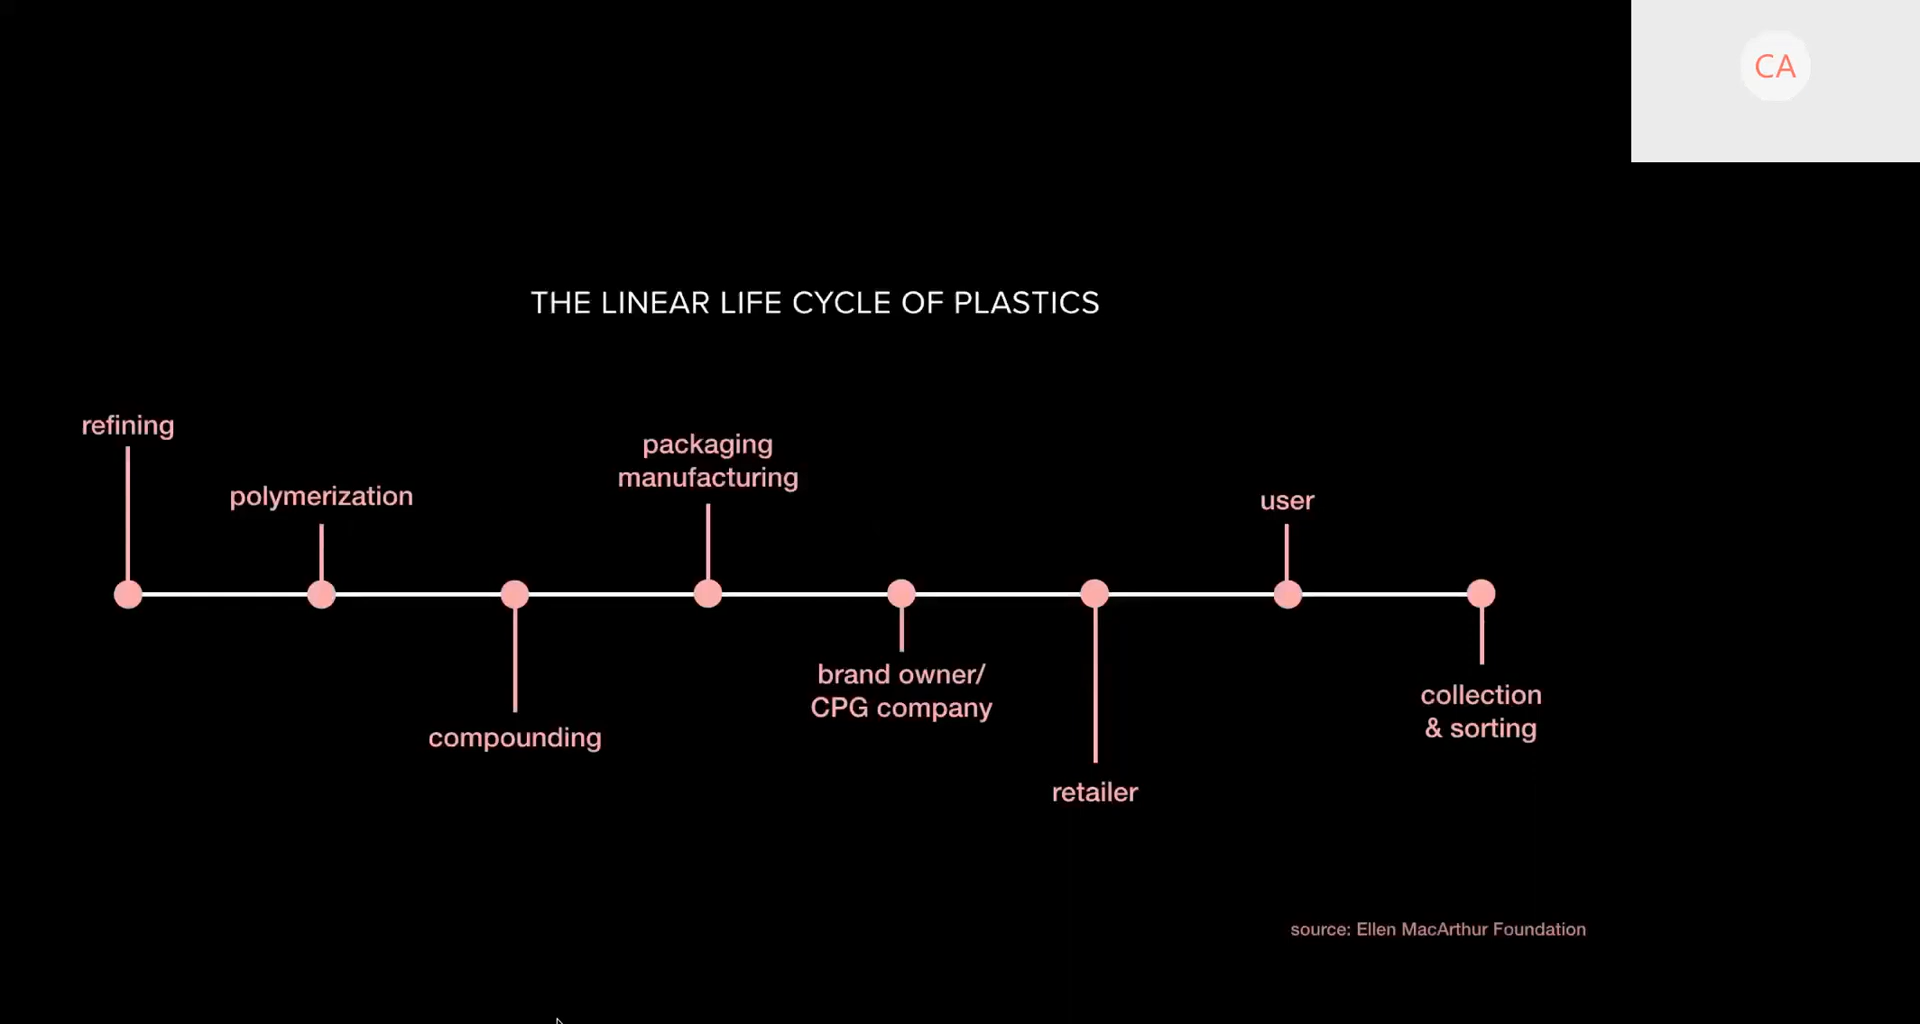 CA
THE LINEAR LIFE CYCLE OF PLASTICS
refining
polymerization
compounding
packaging
manufacturing
brand owner/
CPG company
retailer
user
collection
& sorting
source: Ellen MacArthur Foundation